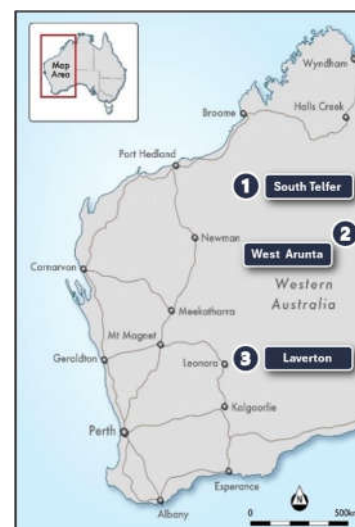 Map
Area
Wyndham
Halls Creek
Broome
Port Hedland
1 South Telfer
2
Newman
West Arunta
Carnarvon
Western
Australia
Meekatharra
Mt Magnet
Geraldton
Leonora
3 Laverton
Kalgoorlie
Perth
Esperance
Albany
N
0 500km